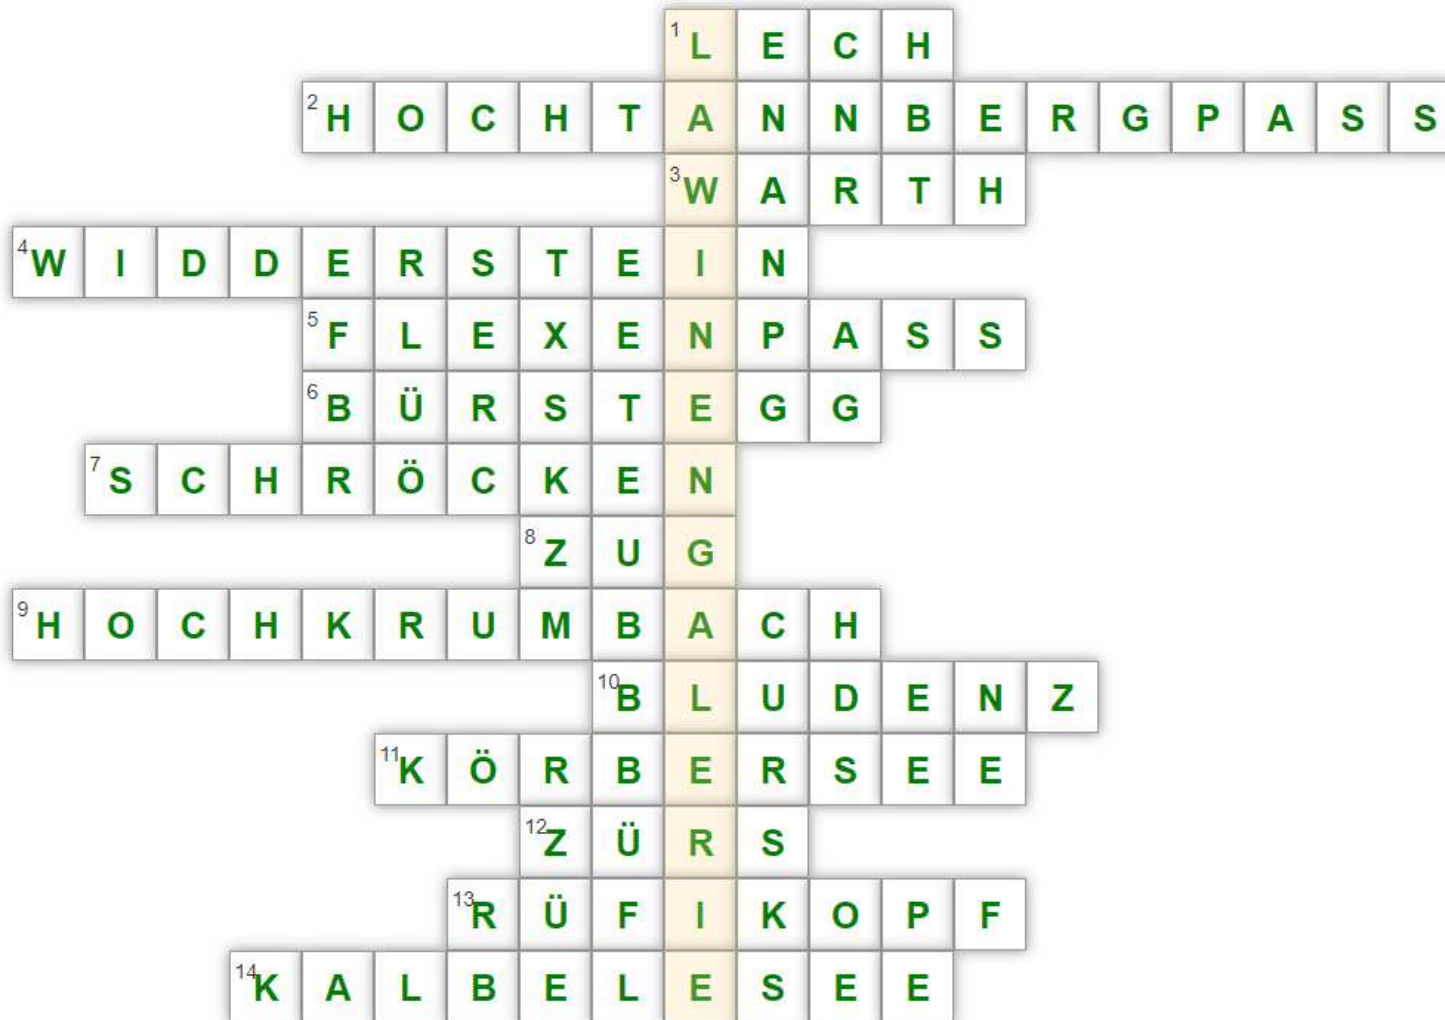 1 LECH
2 HOCHTANNBERGPASS
3 WARTH
4 WIDDERSTEIN
5 FLEXENPASS
6 BÜRSTEGG
7 SCHRÖCKEN
8 ZUG
9 HOCHKRUMBACH
10 BLUDENZ
11 KÖRBERSEE
12 ZÜRS
13 RÜFIKOPF
14 KALBELESEE